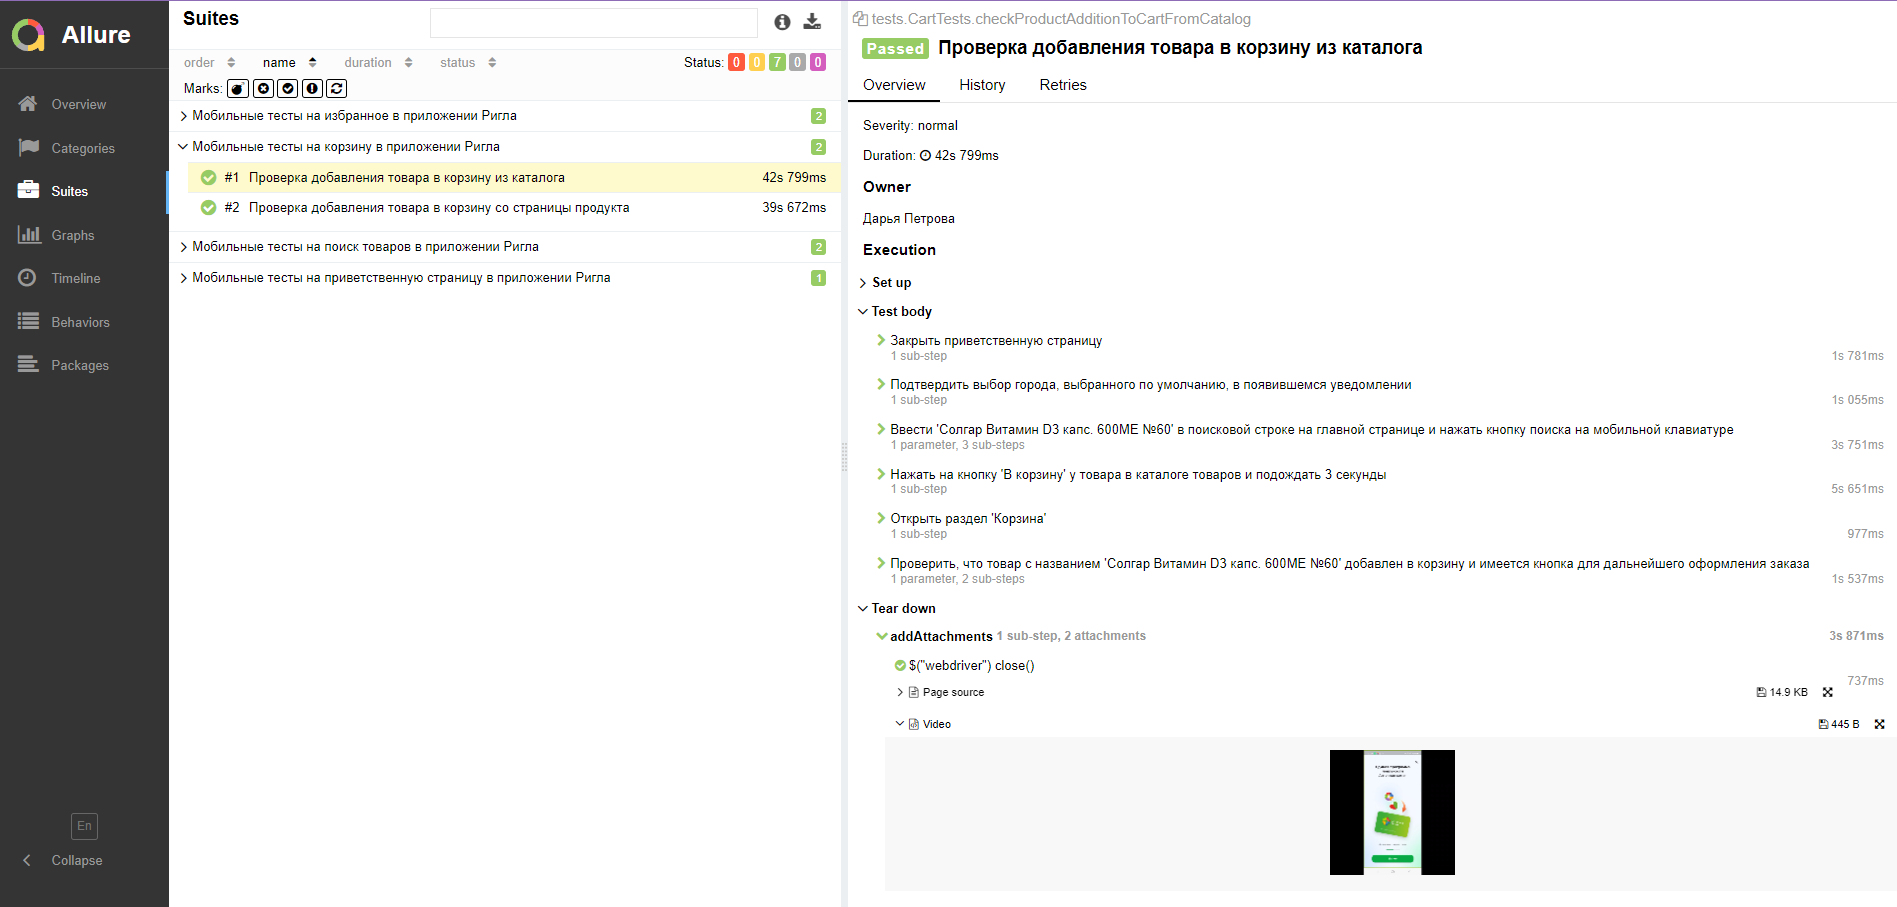 Allure
Overview
Categories
Suites
Graphs
Timeline
Behaviors
Packages
En
Collapse
Suites
order name duration status Status: 0 0 7 0 0
Marks:
Мобильные тесты на избранное в приложении Ригла 2
Мобильные тесты на корзину в приложении Ригла 2
#1 Проверка добавления товара в корзину из каталога 42s 799ms
#2 Проверка добавления товара в корзину со страницы продукта 39s 672ms
Мобильные тесты на поиск товаров в приложении Ригла 2
Мобильные тесты на приветственную страницу в приложении Ригла 1
tests.CartTests.checkProductAdditionToCartFromCatalog
Passed Проверка добавления товара в корзину из каталога
Overview History Retries
Severity: normal
Duration: 42s 799ms
Owner
Дарья Петрова
Execution
Set up
Test body
Закрыть приветственную страницу
1 sub-step 1s 781ms
Подтвердить выбор города, выбранного по умолчанию, в появившемся уведомлении
1 sub-step 1s 055ms
Ввести 'Солгар Витамин D3 капс. 600МЕ №60' в поисковой строке на главной странице и нажать кнопку поиска на мобильной клавиатуре
1 parameter, 3 sub-steps 3s 751ms
Нажать на кнопку 'В корзину' у товара в каталоге товаров и подождать 3 секунды
1 sub-step 5s 651ms
Открыть раздел 'Корзина'
1 sub-step 977ms
Проверить, что товар с названием 'Солгар Витамин D3 капс. 600МЕ №60' добавлен в корзину и имеется кнопка для дальнейшего оформления заказа
1 parameter, 2 sub-steps 1s 537ms
Tear down
addAttachments 1 sub-step, 2 attachments 3s 871ms
$("webdriver") close()
737ms
Page source 14.9 KB
Video 445 B